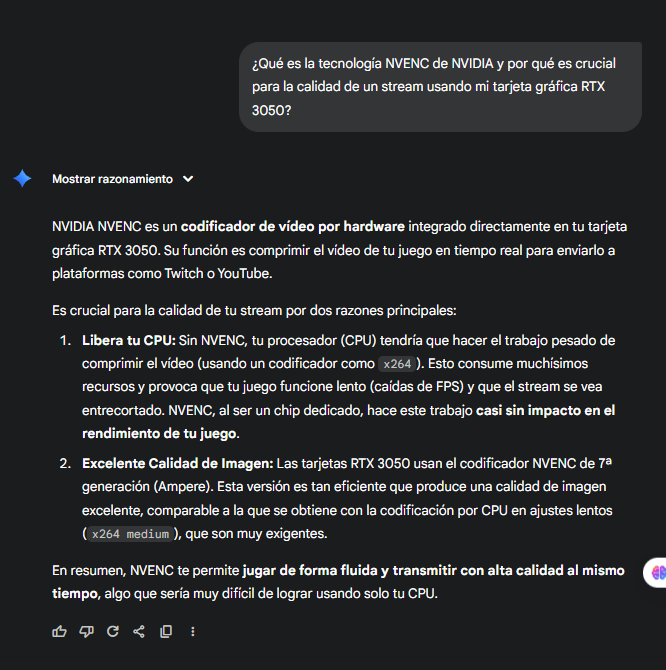 ¿Qué es la tecnología NVENC de NVIDIA y por qué es crucial
para la calidad de un stream usando mi tarjeta gráfica RTX
3050?
Mostrar razonamiento
NVIDIA NVENC es un codificador de vídeo por hardware integrado directamente en tu tarjeta
gráfica RTX 3050. Su función es comprimir el vídeo de tu juego en tiempo real para enviarlo a
plataformas como Twitch o YouTube.
Es crucial para la calidad de tu stream por dos razones principales:
1. Libera tu CPU: Sin NVENC, tu procesador (CPU) tendría que hacer el trabajo pesado de
comprimir el vídeo (usando un codificador como x264). Esto consume muchísimos
recursos y provoca que tu juego funcione lento (caídas de FPS) y que el stream se vea
entrecortado. NVENC, al ser un chip dedicado, hace este trabajo casi sin impacto en el
rendimiento de tu juego.
2. Excelente Calidad de Imagen: Las tarjetas RTX 3050 usan el codificador NVENC de 7ª
generación (Ampere). Esta versión es tan eficiente que produce una calidad de imagen
excelente, comparable a la que se obtiene con la codificación por CPU en ajustes lentos
(x264 medium), que son muy exigentes.
En resumen, NVENC te permite jugar de forma fluida y transmitir con alta calidad al mismo
tiempo, algo que sería muy difícil de lograr usando solo tu CPU.